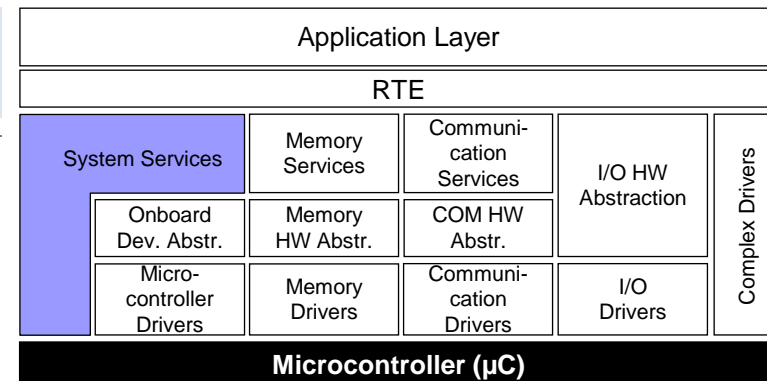 Application Layer
RTE
System Services
Memory
Services
Communi-
cation
Services
I/O HW
Abstraction
Complex Drivers
Onboard
Dev. Abstr.
Memory
HW Abstr.
COM HW
Abstr.
Micro-
controller
Drivers
Memory
Drivers
Communi-
cation
Drivers
I/O
Drivers
Microcontroller (µC)